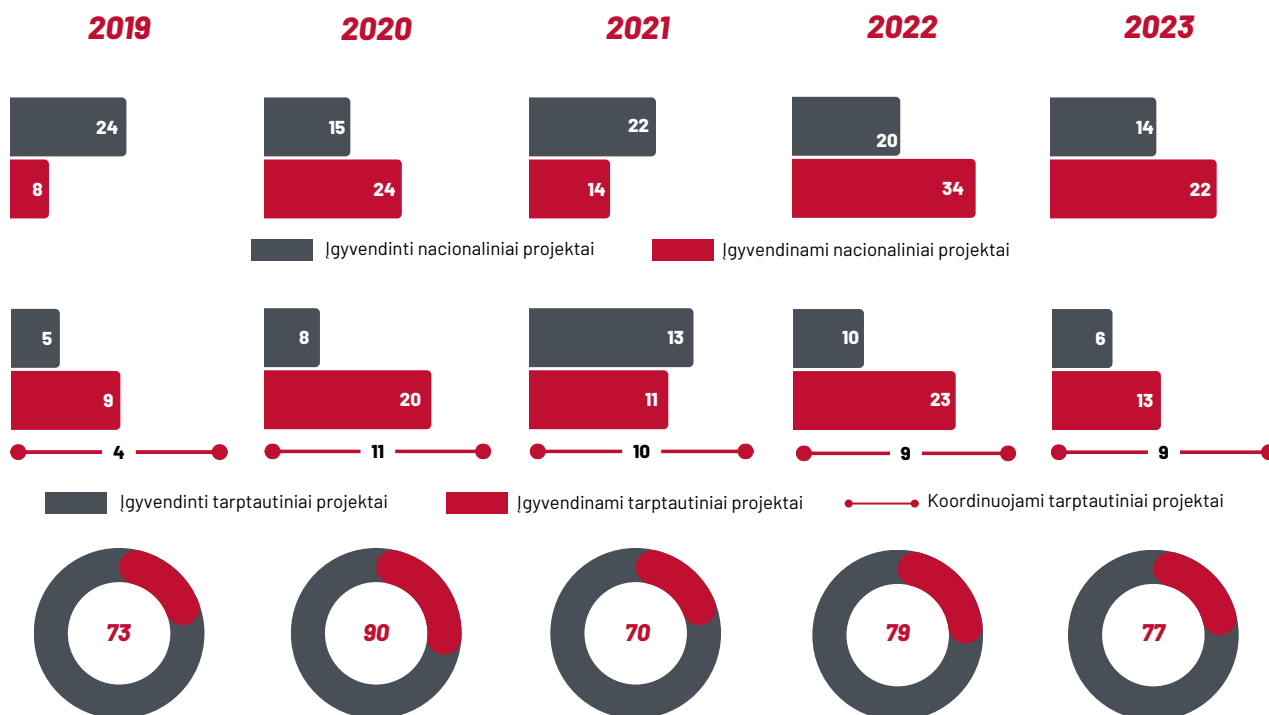 2019 2020 2021 2022 2023
24 15 22 20 14
8 24 14 34 22
Įgyvendinti nacionaliniai projektai Įgyvendinami nacionaliniai projektai
5 8 13 10 6
9 20 11 23 13
4 11 10 9 9
Įgyvendinti tarptautiniai projektai Įgyvendinami tarptautiniai projektai Koordinuojami tarptautiniai projektai
73 90 70 79 77